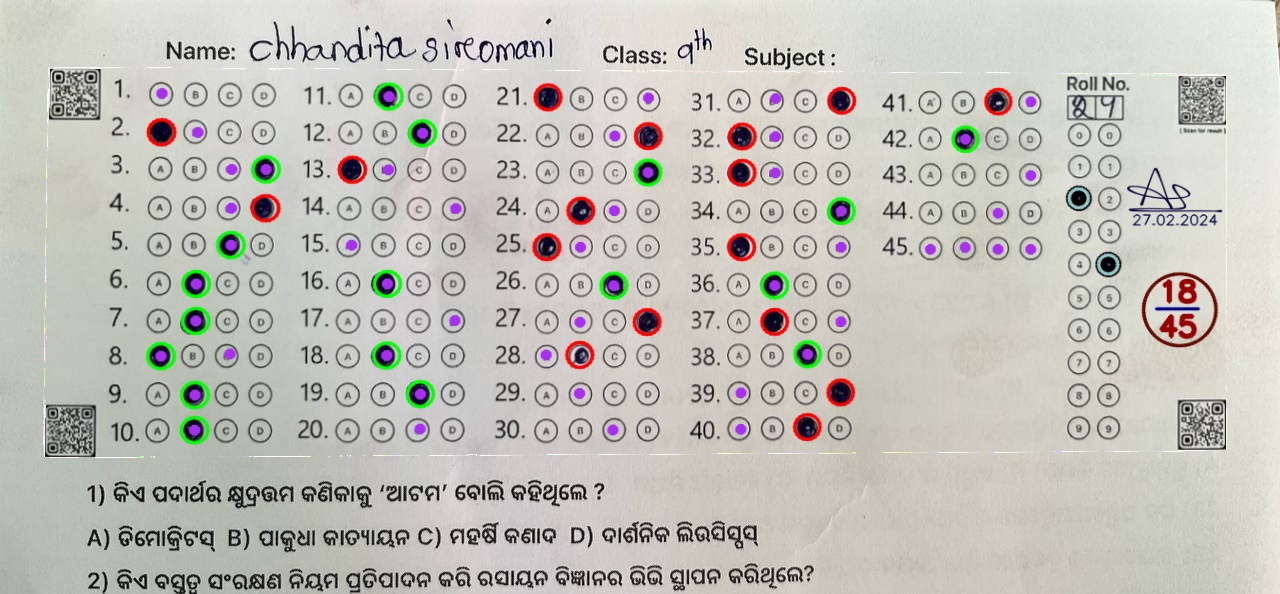 Name: Chhandita sireomani Class: 9th Subject :
Roll No.
1. B C D 11. A C D 21. B C 31. A C 41. A B
2. C D 12. A B D 22. A B 32. C D 42. A C D
3. A B 13. C D 23. A B C 33. C D 43. A B C
4. A B 14. A B C 24. A D 34. A B C 44. A B D
5. A B D 15. B C D 25. C D 35. B C 45.
6. A C D 16. A C D 26. A B D 36. A C D
7. A C D 17. A B C 27. A C 37. A C
8. B D 18. A C D 28. C D 38. A B D
9. A C D 19. A B D 29. A C D 39. B C
10. A C D 20. A B D 30. A B D 40. B D
0 0
1 1
2
3 3
4
5 5
6 6
7 7
8 8
9 9
[ Scan for result ]
27.02.2024
18
45
1) କିଏ ପଦାର୍ଥର କ୍ଷୁଦ୍ରତମ କଣିକାକୁ ‘ଆଟମ’ ବୋଲି କହିଥିଲେ ?
A) ଡିମୋକ୍ରିଟସ୍ B) ପାକୁଧା କାତ୍ୟାୟନ C) ମହର୍ଷି କଣାଦ D) ଦାର୍ଶନିକ ଲିଉସିପ୍ପସ୍
2) କିଏ ବସ୍ତୁତ୍ୱ ସଂରକ୍ଷଣ ନିୟମ ପ୍ରତିପାଦନ କରି ରସାୟନ ବିଜ୍ଞାନର ଭିତ୍ତି ସ୍ଥାପନ କରିଥିଲେ?